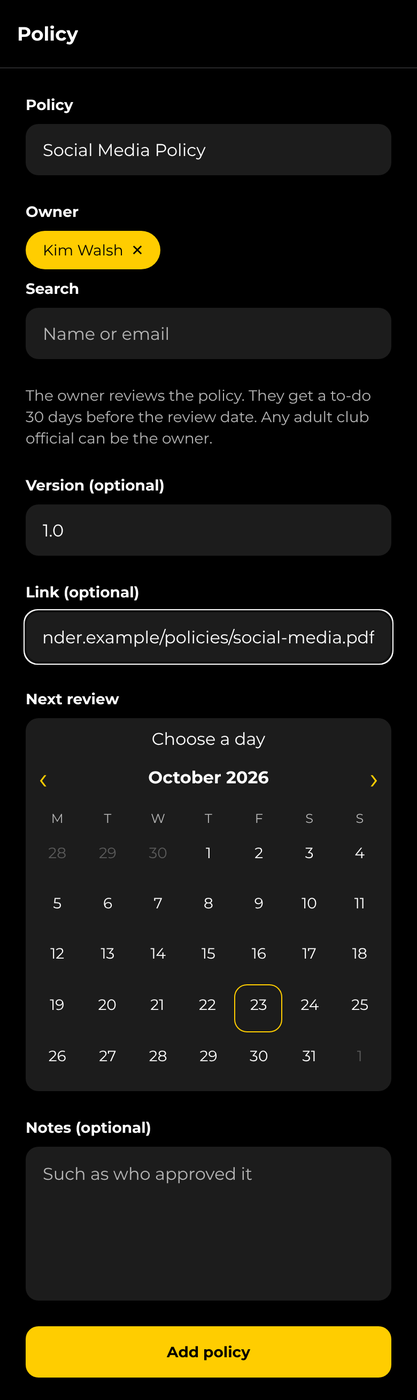 Policy
Policy
Social Media Policy
Owner
Kim Walsh ✕
Search
Name or email
The owner reviews the policy. They get a to-do
30 days before the review date. Any adult club
official can be the owner.
Version (optional)
1.0
Link (optional)
nder.example/policies/social-media.pdf
Next review
Choose a day
‹ October 2026 ›
M T W T F S S
28 29 30 1 2 3 4
5 6 7 8 9 10 11
12 13 14 15 16 17 18
19 20 21 22 23 24 25
26 27 28 29 30 31 1
Notes (optional)
Such as who approved it
Add policy